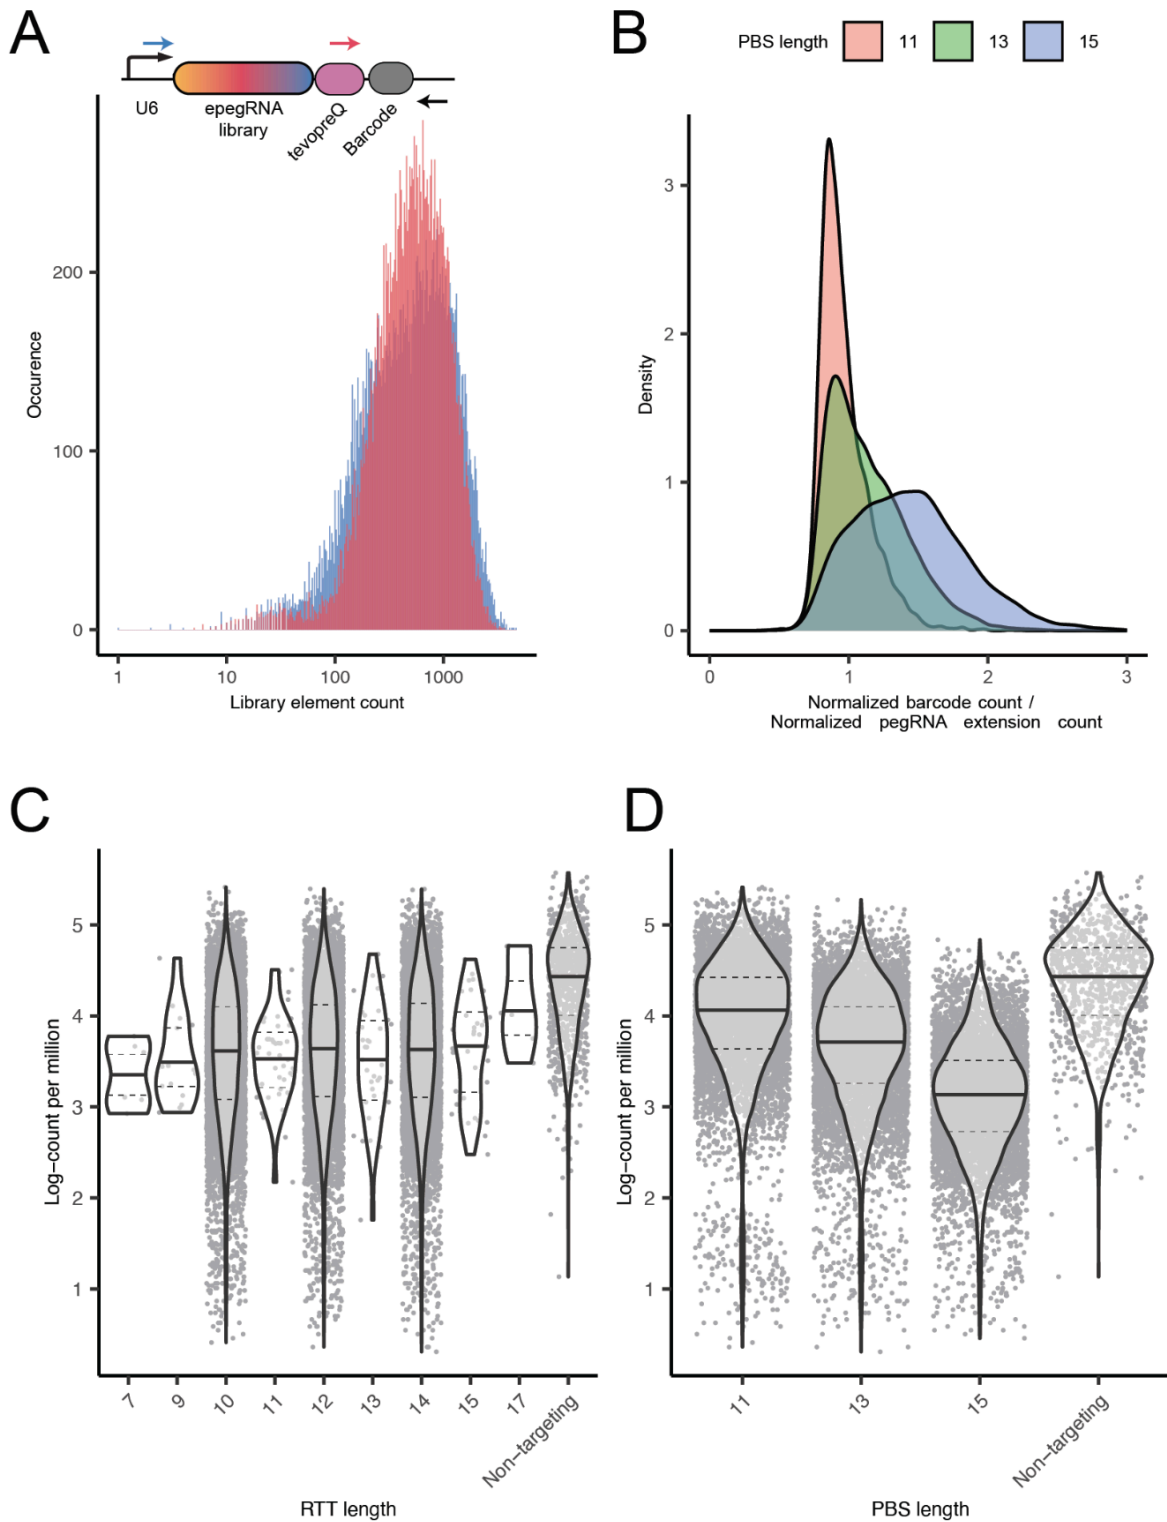 A
U6
epegRNA
library
tevopreQ
Barcode
200
100
0
Occurence
1
10
100
1000
Library element count
B
PBS length
11
13
15
3
2
1
0
Density
0
1
2
3
Normalized barcode count /
Normalized pegRNA extension count
C
5
4
3
2
1
Log−count per million
7
9
10
11
12
13
14
15
17
Non−targeting
RTT length
D
5
4
3
2
1
Log−count per million
11
13
15
Non−targeting
PBS length